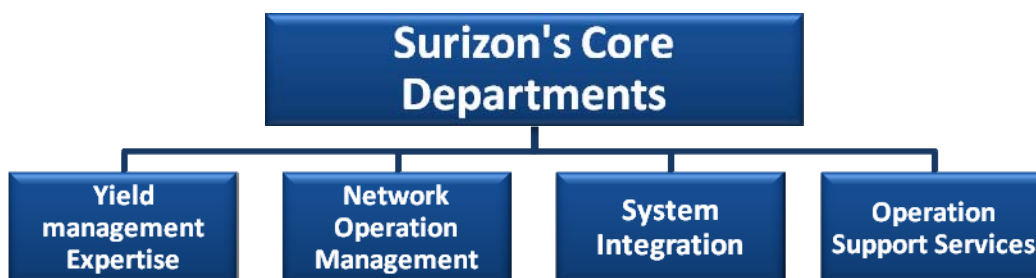 Surizon's Core
Departments
Yield
management
Expertise
Network
Operation
Management
System
Integration
Operation
Support Services